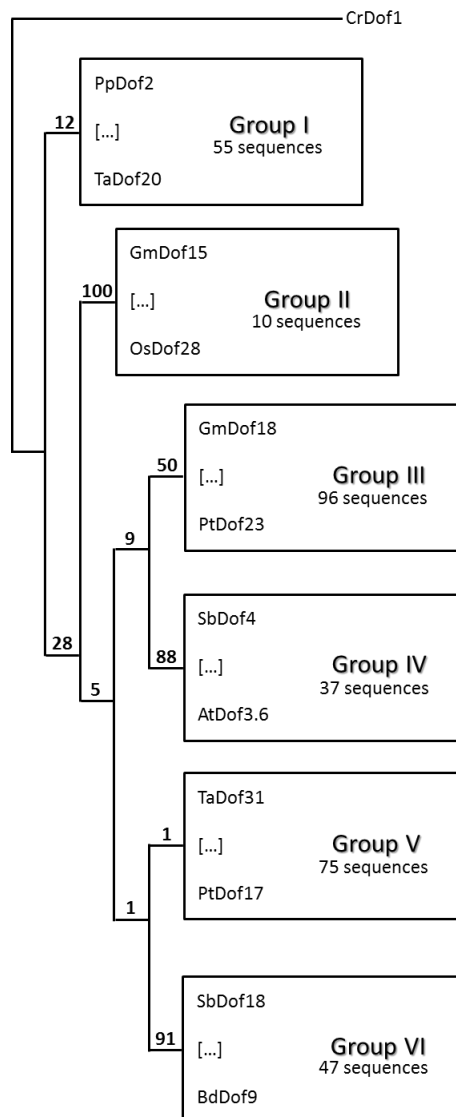 CrDof1
PpDof2
12
[...]
Group I
55 sequences
TaDof20
GmDof15
100
[...]
Group II
10 sequences
OsDof28
GmDof18
50
[...]
Group III
96 sequences
PtDof23
9
SbDof4
28
88
[...]
Group IV
37 sequences
5
AtDof3.6
TaDof31
1
[...]
Group V
75 sequences
PtDof17
1
SbDof18
91
[...]
Group VI
47 sequences
BdDof9